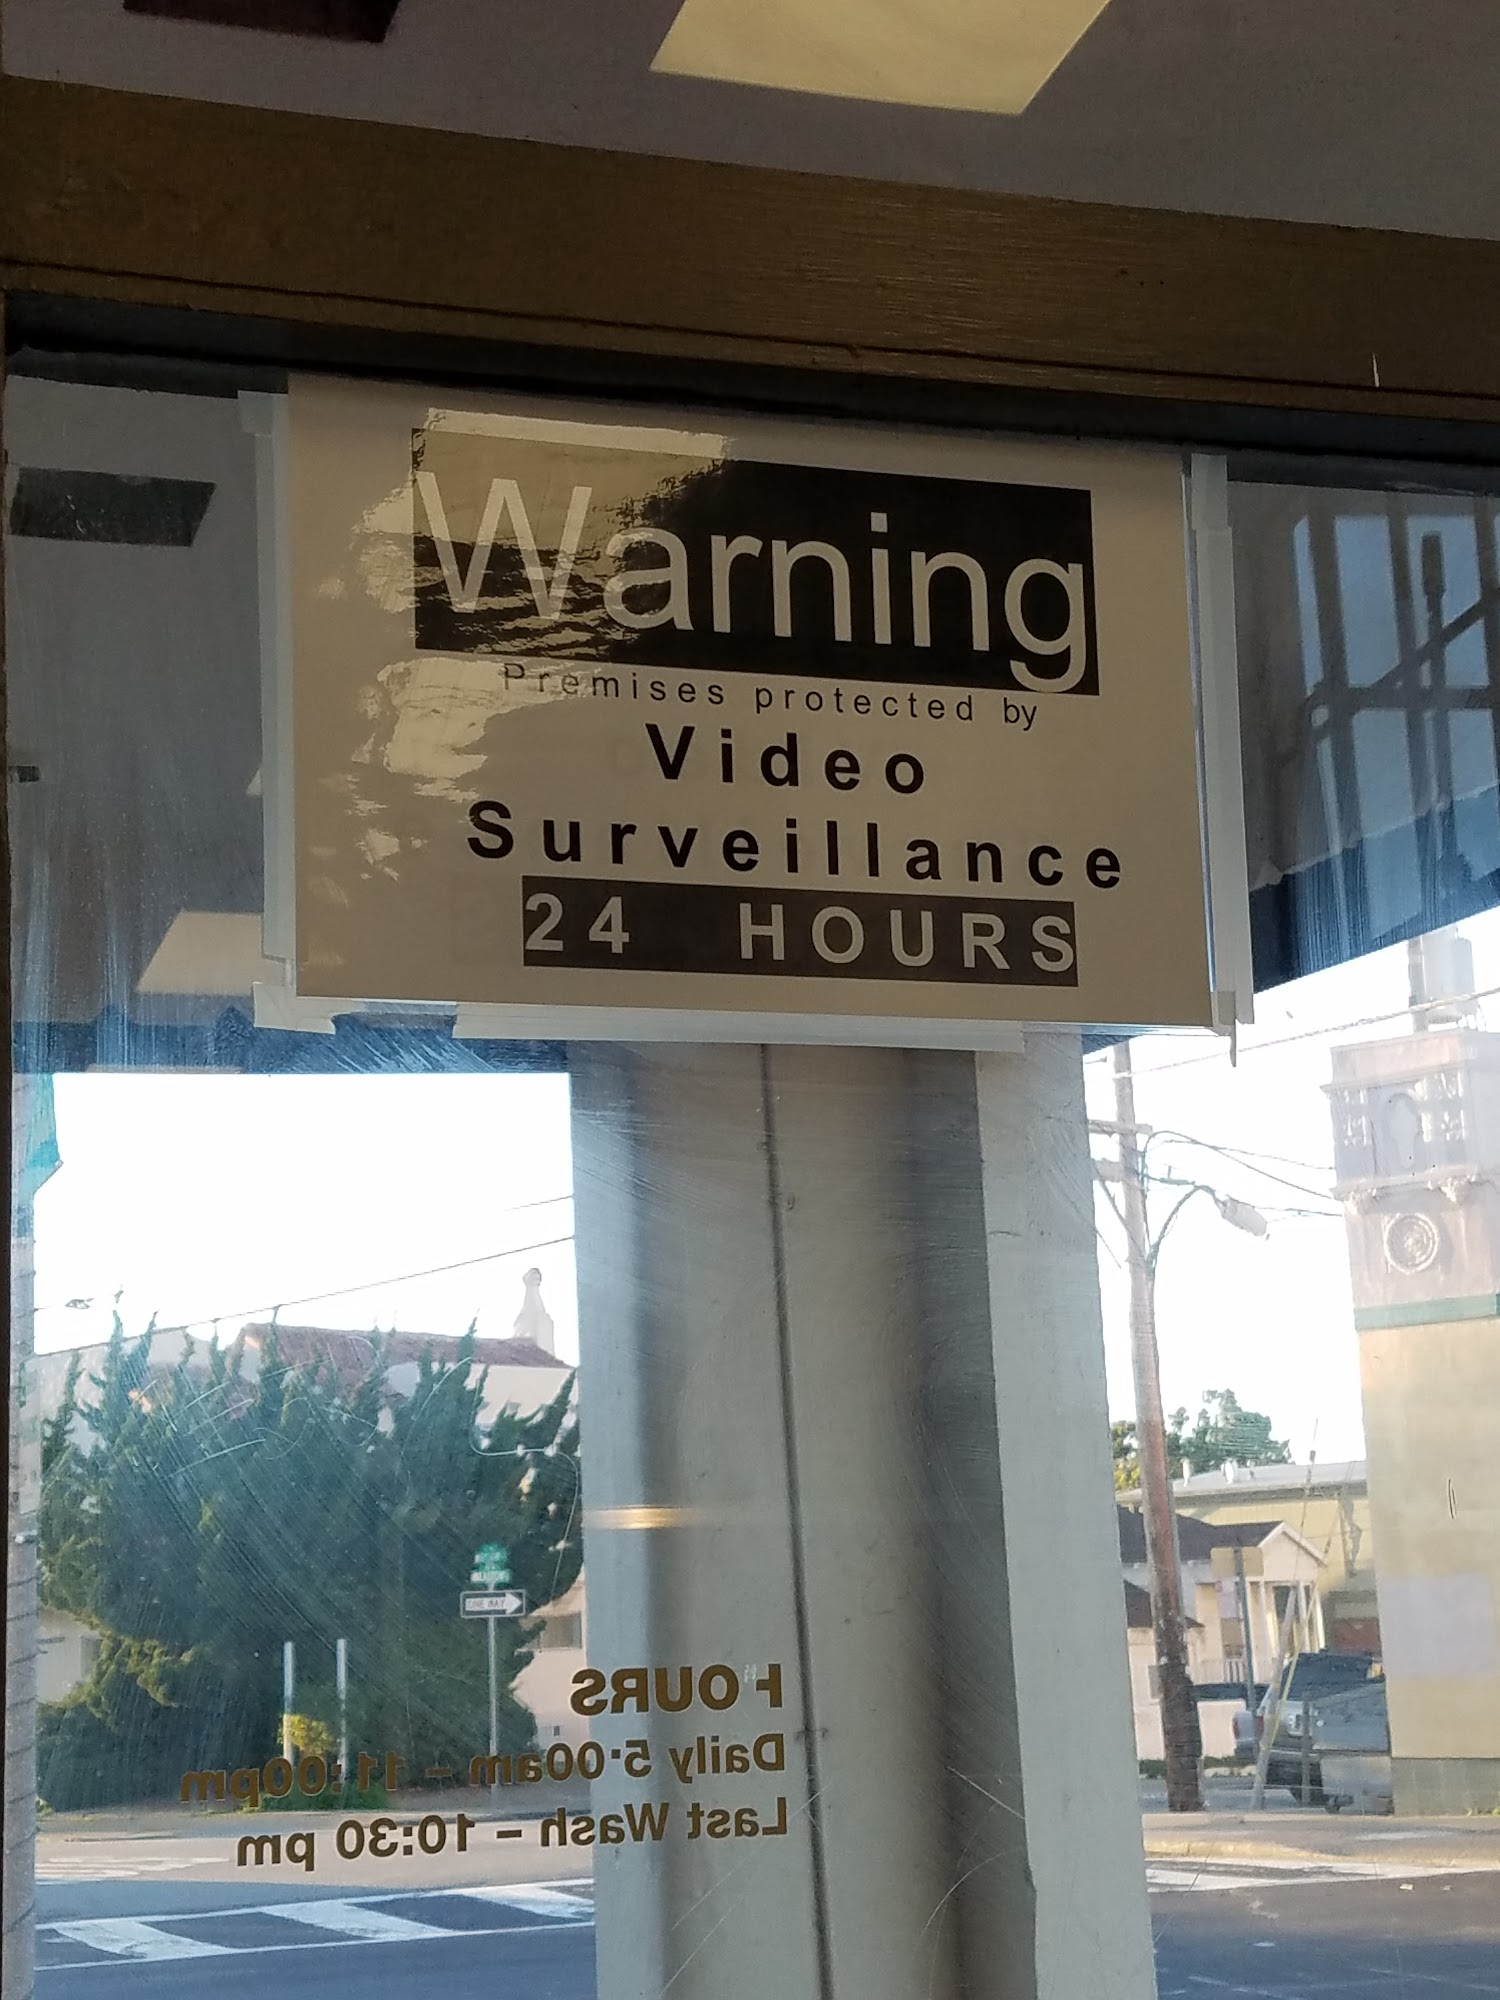 Warning
Premises protected by
Video
Surveillance
24 HOURS
ONE WAY
HOURS
Daily 5:00am - 11:00pm
Last Wash - 10:30 pm